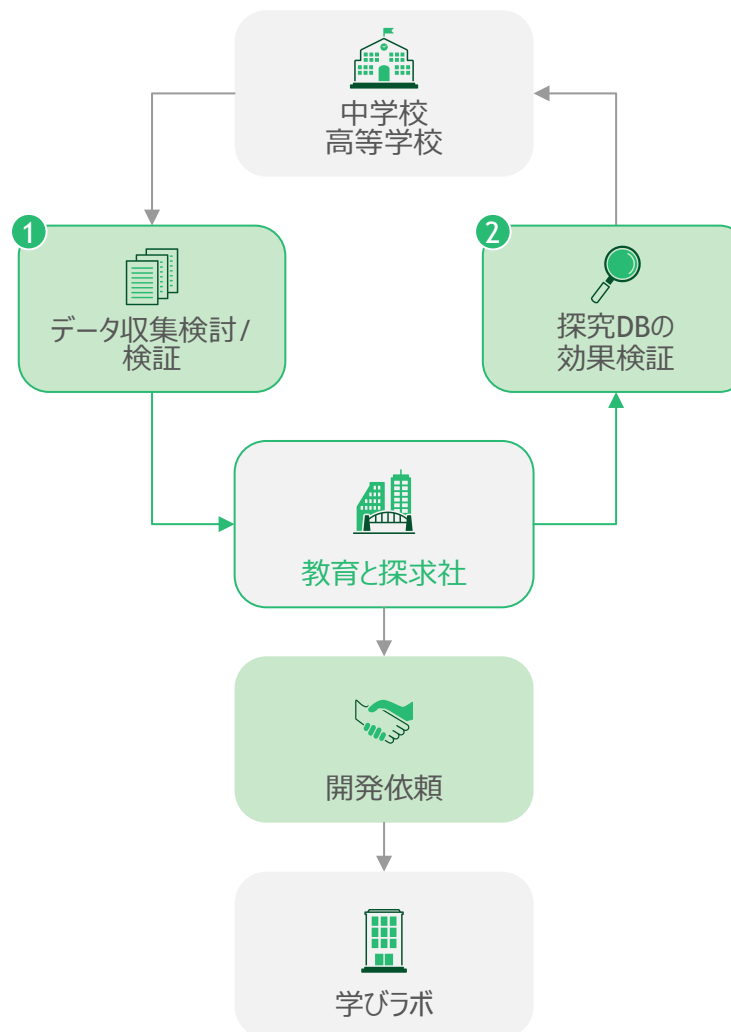 中学校
高等学校
1
データ収集検討/
検証
2
探究DBの
効果検証
教育と探求社
開発依頼
学びラボ